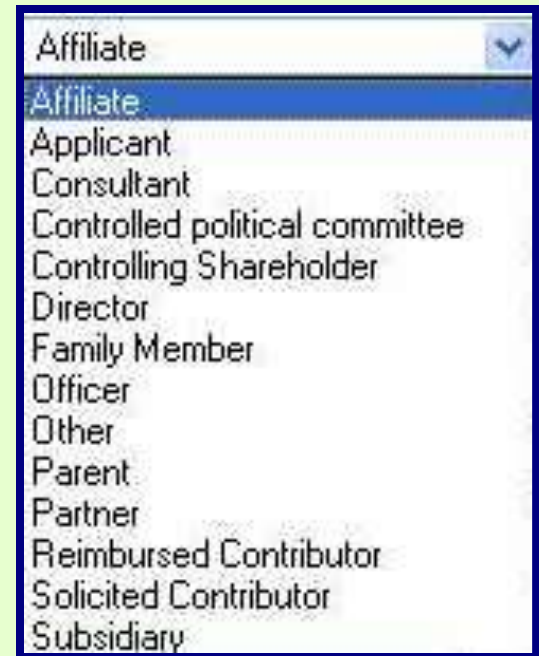 Affiliate
Affiliate
Applicant
Consultant
Controlled political committee
Controlling Shareholder
Director
Family Member
Officer
Other
Parent
Partner
Reimbursed Contributor
Solicited Contributor
Subsidiary